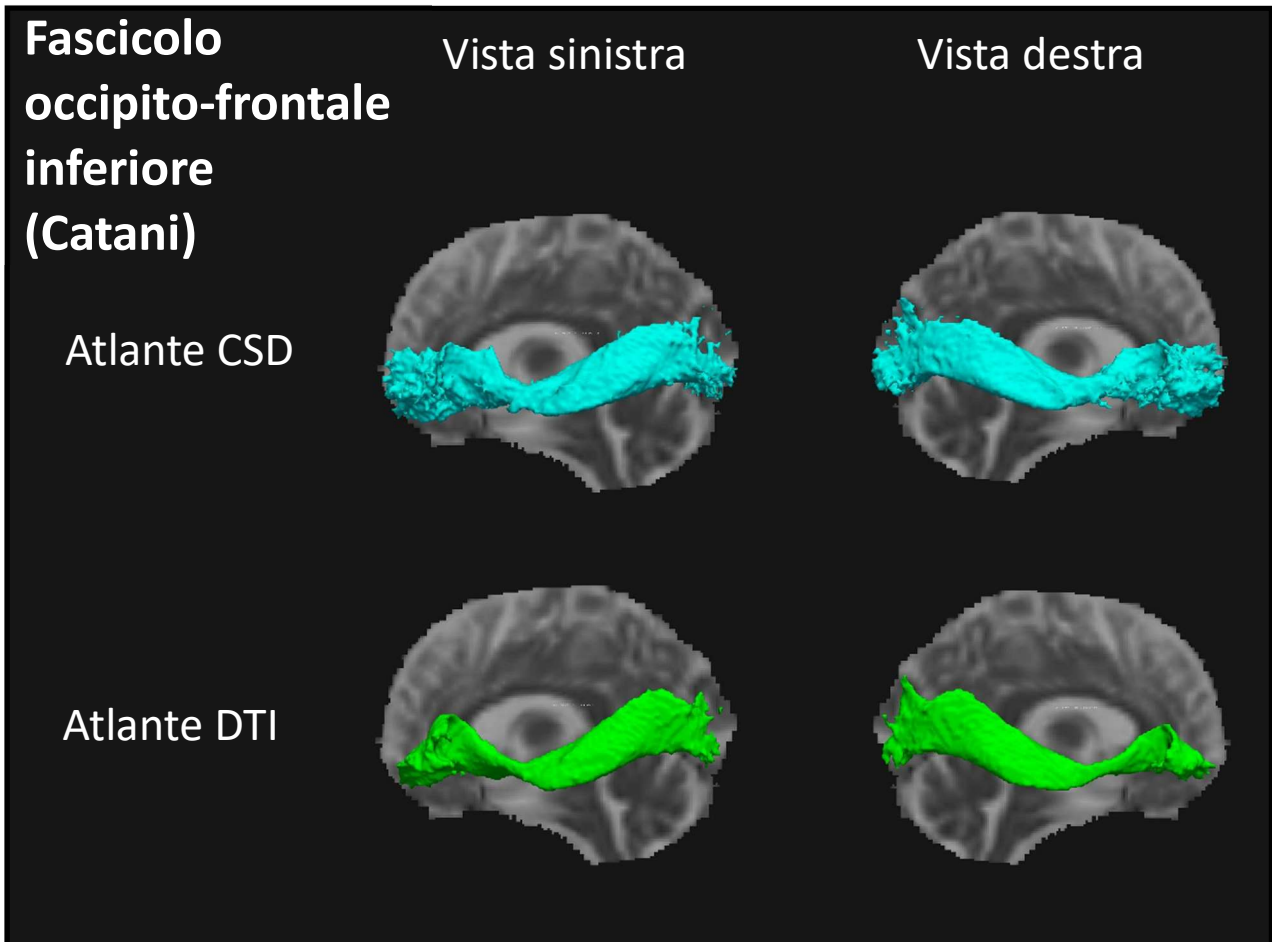 Fascicolo
occipito-frontale
inferiore
(Catani)
Vista sinistra
Vista destra
Atlante CSD
Atlante DTI